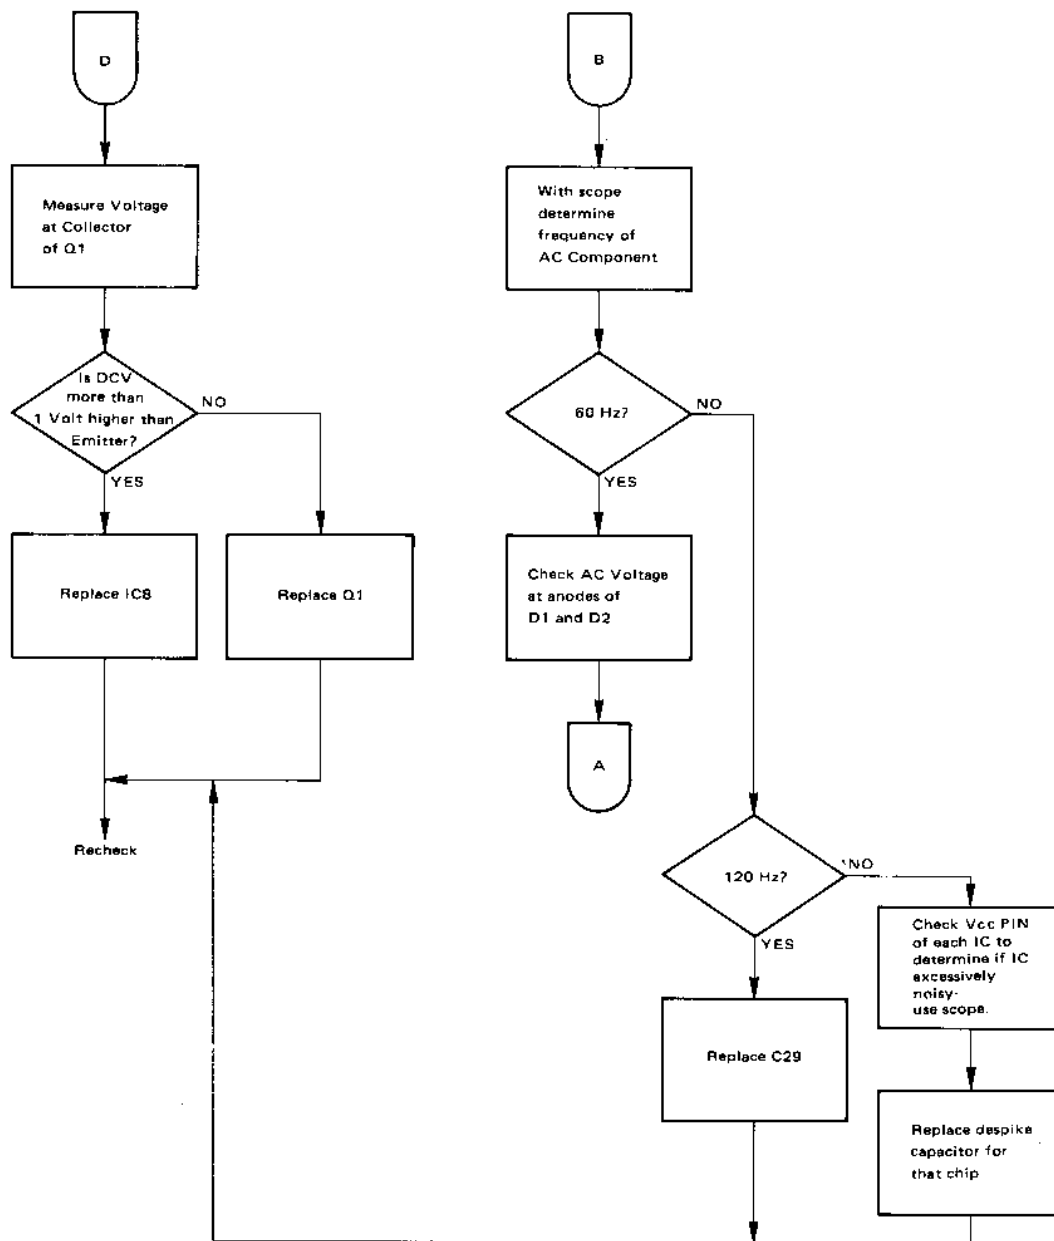 D
Measure Voltage
at Collector
of Q1
Is DCV
more than
1 Volt higher than
Emitter?
NO
YES
Replace IC8
Replace Q1
Recheck
B
With scope
determine
frequency of
AC Component
60 Hz?
NO
YES
Check AC Voltage
at anodes of
D1 and D2
A
120 Hz?
NO
YES
Replace C29
Check Vcc PIN
of each IC to
determine if IC
excessively
noisy-
use scope.
Replace despike
capacitor for
that chip